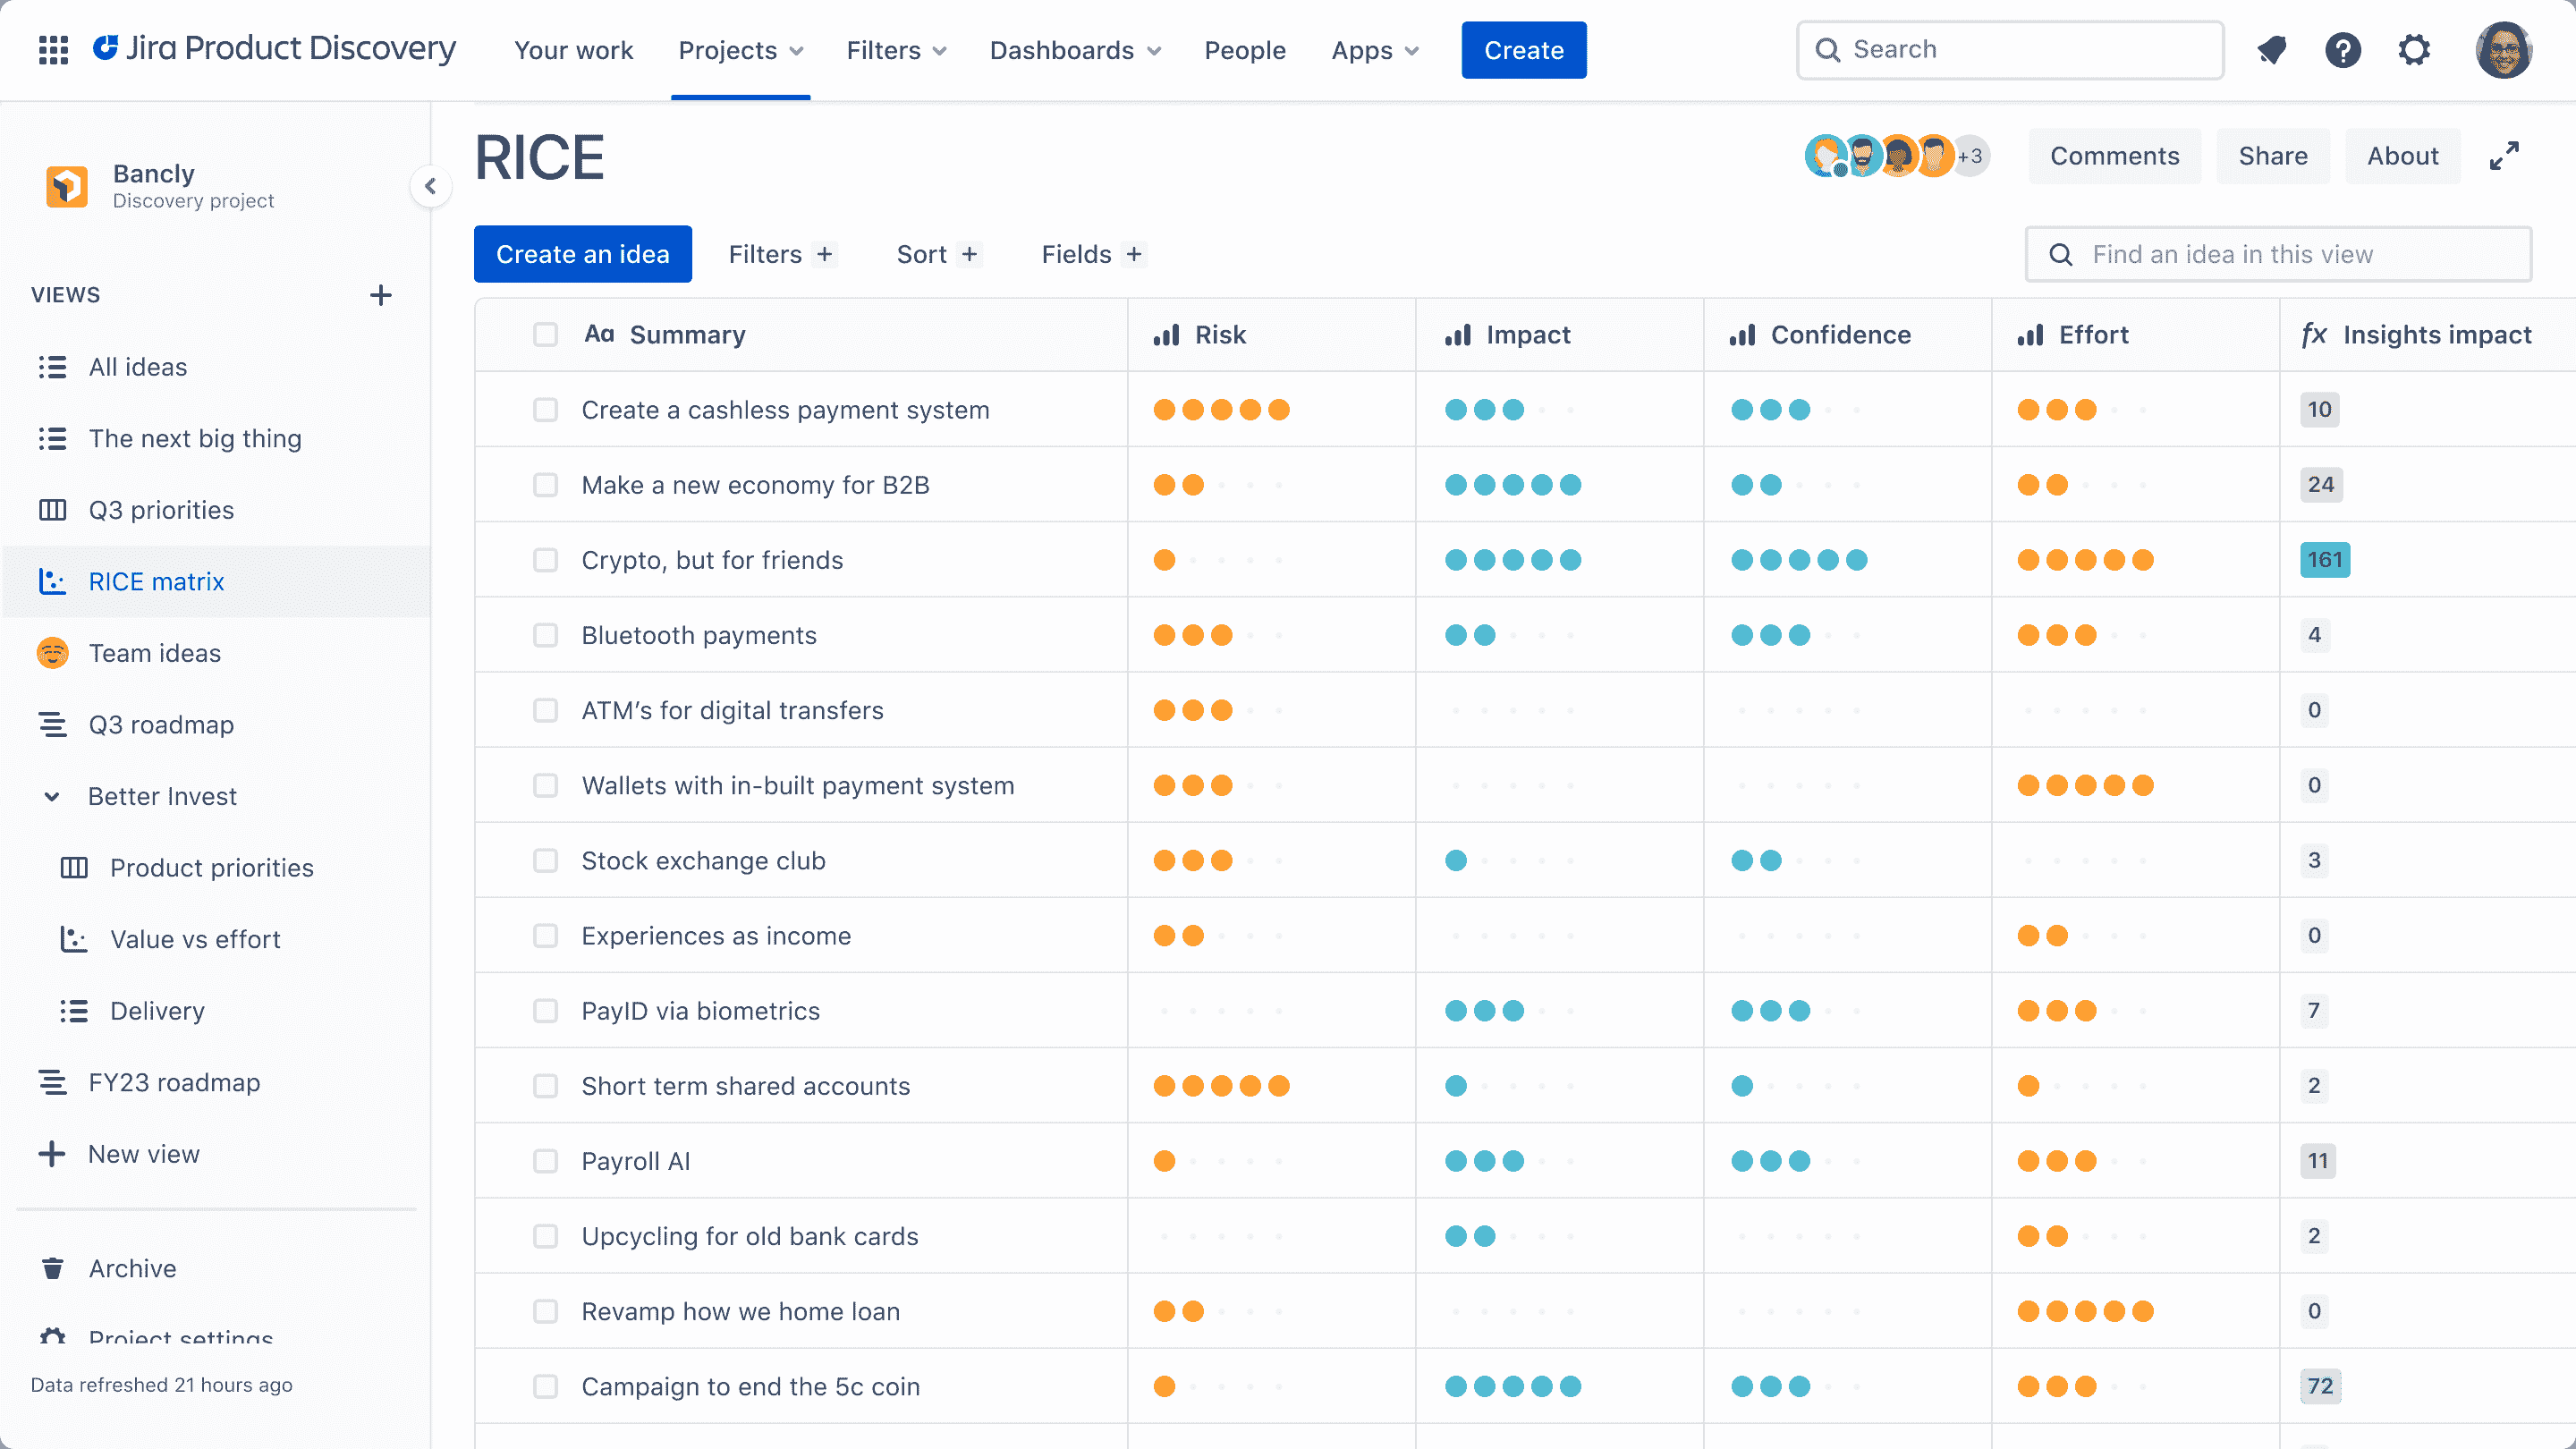 Jira Product Discovery Your work Projects Filters Dashboards People Apps Create Search
Bancly
Discovery project
VIEWS
All ideas
The next big thing
Q3 priorities
RICE matrix
Team ideas
Q3 roadmap
Better Invest
Product priorities
Value vs effort
Delivery
FY23 roadmap
New view
Archive
Project settings
Data refreshed 21 hours ago
RICE +3 Comments Share About
Create an idea Filters + Sort + Fields + Find an idea in this view
Aa Summary Risk Impact Confidence Effort fx Insights impact
Create a cashless payment system 10
Make a new economy for B2B 24
Crypto, but for friends 161
Bluetooth payments 4
ATM’s for digital transfers 0
Wallets with in-built payment system 0
Stock exchange club 3
Experiences as income 0
PayID via biometrics 7
Short term shared accounts 2
Payroll AI 11
Upcycling for old bank cards 2
Revamp how we home loan 0
Campaign to end the 5c coin 72